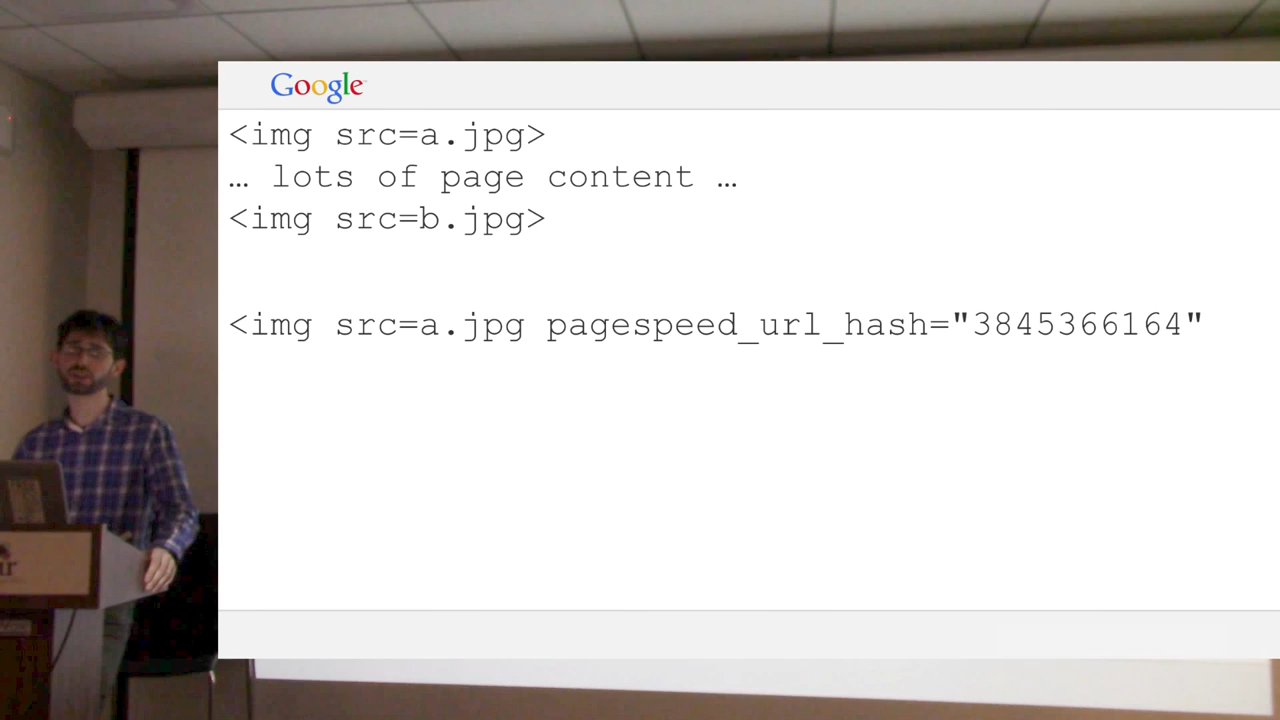 Google
<img src=a.jpg>
… lots of page content …
<img src=b.jpg>
<img src=a.jpg pagespeed_url_hash="3845366164"